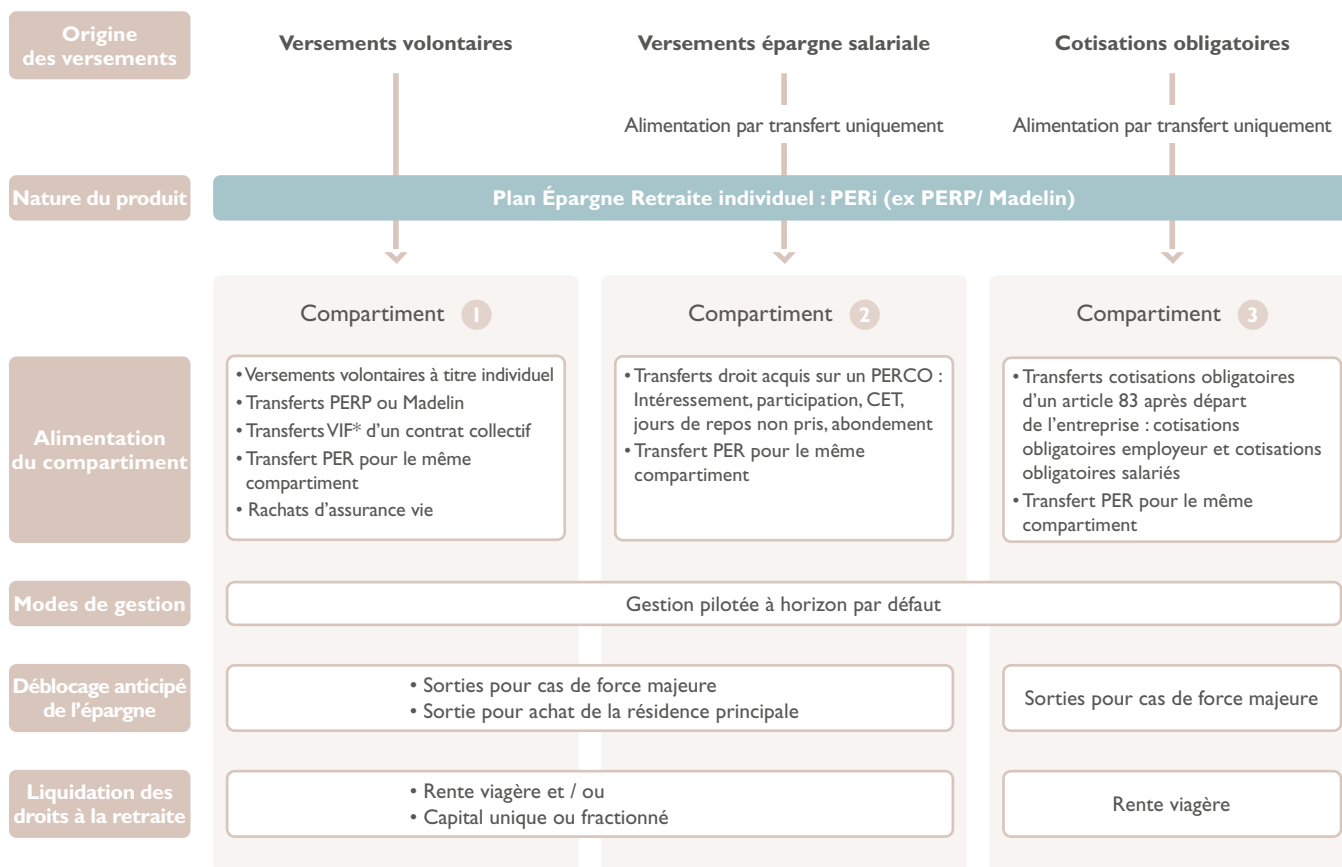 Origine
des versements
Versements volontaires
Versements épargne salariale
Cotisations obligatoires
Alimentation par transfert uniquement
Alimentation par transfert uniquement
Nature du produit
Plan Épargne Retraite individuel : PERi (ex PERP/ Madelin)
Compartiment 1
Compartiment 2
Compartiment 3
Alimentation
du compartiment
• Versements volontaires à titre individuel
• Transferts PERP ou Madelin
• Transferts VIF* d'un contrat collectif
• Transfert PER pour le même
compartiment
• Rachats d'assurance vie
• Transferts droit acquis sur un PERCO :
Intéressement, participation, CET,
jours de repos non pris, abondement
• Transfert PER pour le même
compartiment
• Transferts cotisations obligatoires
d'un article 83 après départ
de l'entreprise : cotisations
obligatoires employeur et cotisations
obligatoires salariés
• Transfert PER pour le même
compartiment
Modes de gestion
Gestion pilotée à horizon par défaut
Déblocage anticipé
de l'épargne
• Sorties pour cas de force majeure
• Sortie pour achat de la résidence principale
Sorties pour cas de force majeure
Liquidation des
droits à la retraite
• Rente viagère et / ou
• Capital unique ou fractionné
Rente viagère